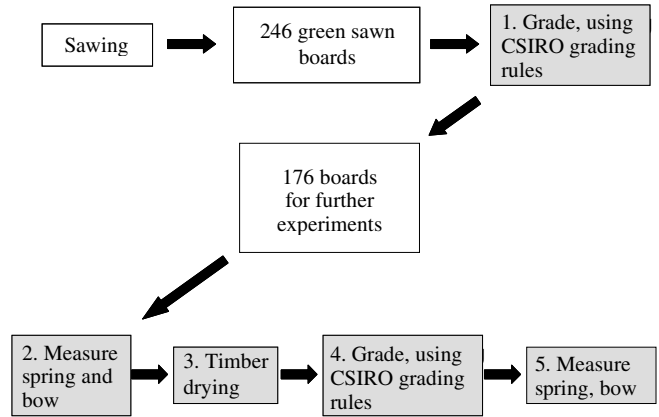 Sawing
246 green sawn
boards
1. Grade, using
CSIRO grading
rules
176 boards
for further
experiments
2. Measure
spring and
bow
3. Timber
drying
4. Grade, using
CSIRO grading
rules
5. Measure
spring, bow